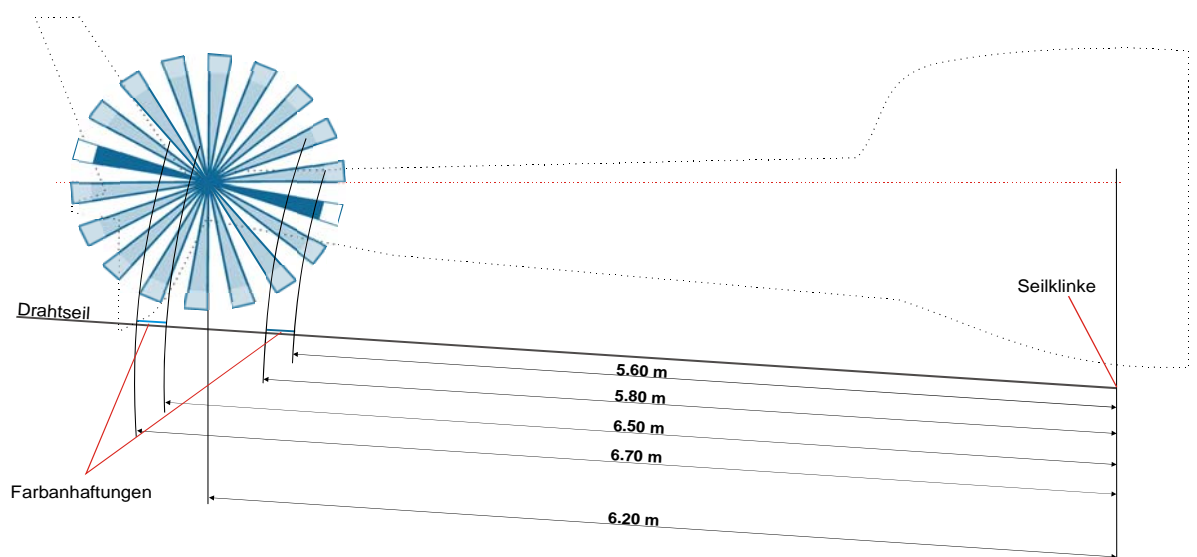 Seilklinke
Drahtseil
5.60 m
5.80 m
6.50 m
6.70 m
Farbanhaftungen
6.20 m